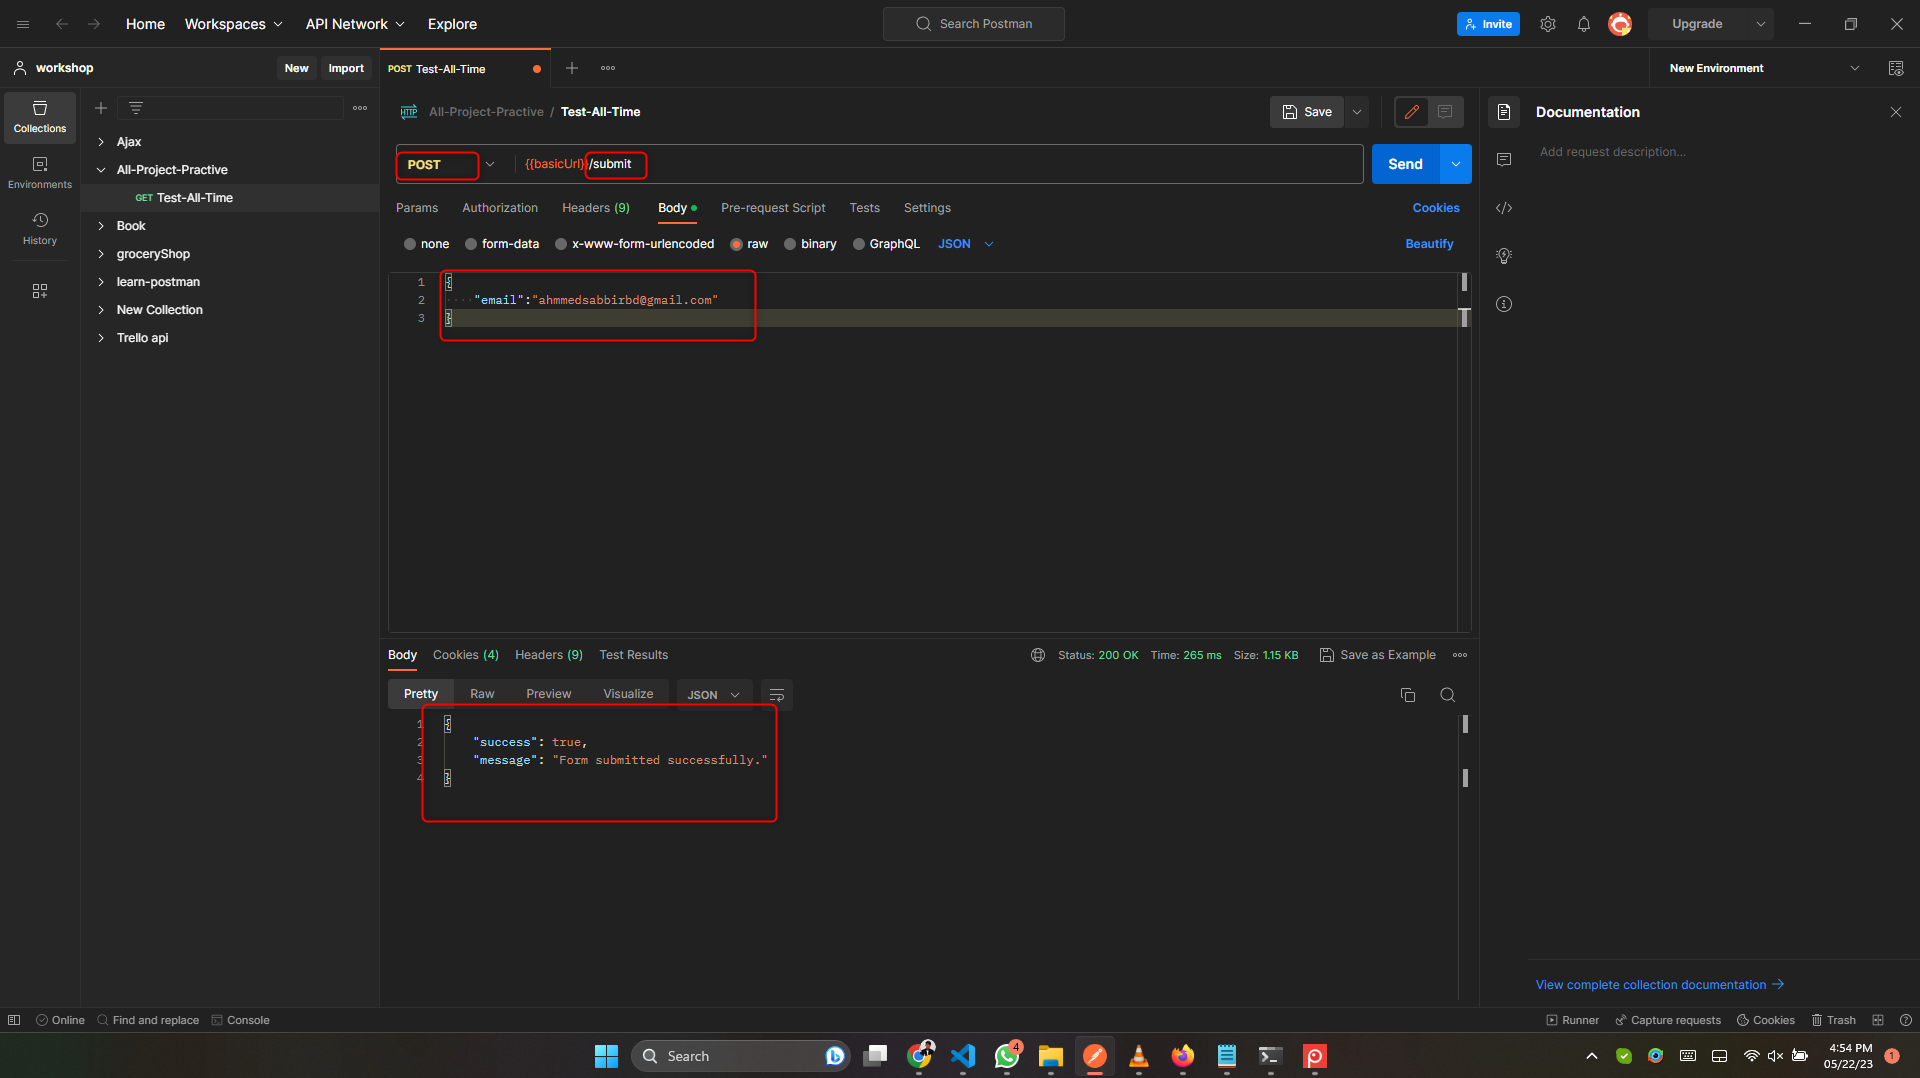 Home
Workspaces
API Network
Explore
Search Postman
Invite
Upgrade
workshop
New
Import
POST Test-All-Time
New Environment
Collections
Environments
History
Ajax
All-Project-Practive
GET Test-All-Time
Book
groceryShop
learn-postman
New Collection
Trello api
HTTP
All-Project-Practive / Test-All-Time
Save
POST
{{basicUrl}}/submit
Send
Params
Authorization
Headers (9)
Body
Pre-request Script
Tests
Settings
Cookies
none
form-data
x-www-form-urlencoded
raw
binary
GraphQL
JSON
Beautify
1 {
2 "email":"ahmmedsabbirbd@gmail.com"
3 }
Documentation
Add request description...
View complete collection documentation
Body
Cookies (4)
Headers (9)
Test Results
Status: 200 OK
Time: 265 ms
Size: 1.15 KB
Save as Example
Pretty
Raw
Preview
Visualize
JSON
1 {
2 "success": true,
3 "message": "Form submitted successfully."
4 }
Online
Find and replace
Console
Runner
Capture requests
Cookies
Trash
Search
4
4:54 PM
05/22/23
1